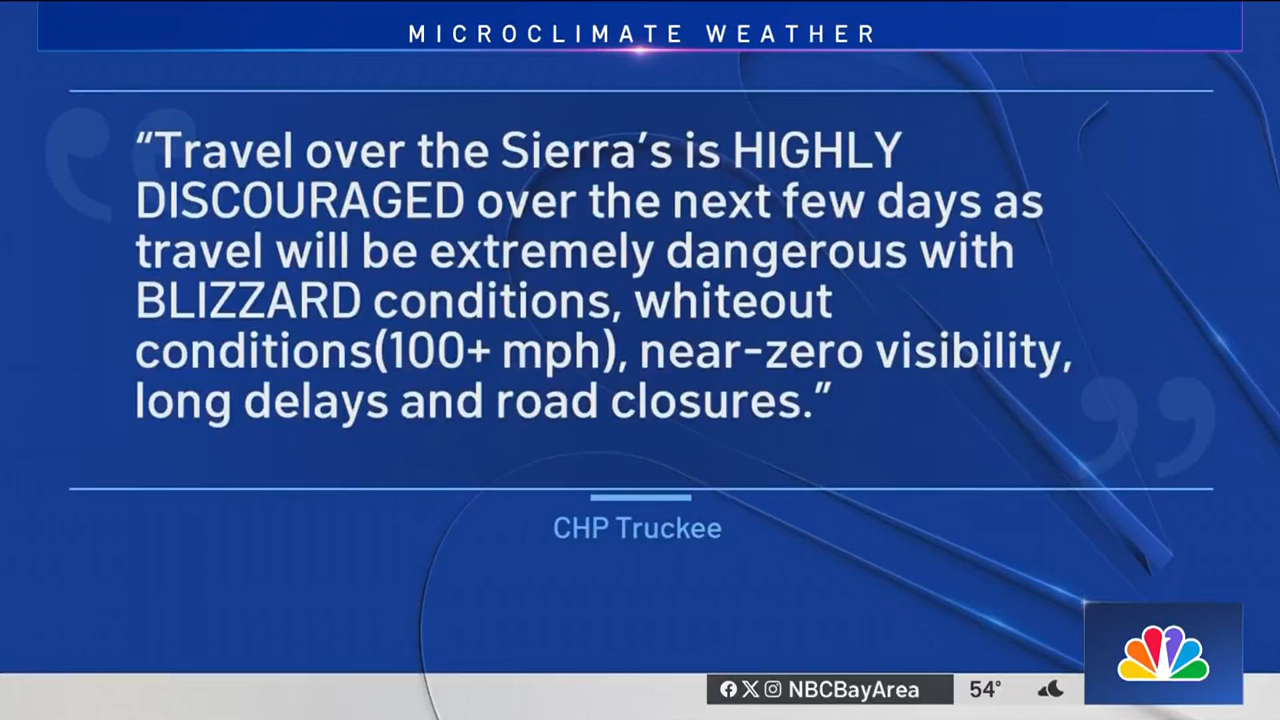 MICROCLIMATE WEATHER
“Travel over the Sierra’s is HIGHLY
DISCOURAGED over the next few days as
travel will be extremely dangerous with
BLIZZARD conditions, whiteout
conditions(100+ mph), near-zero visibility,
long delays and road closures.”
CHP Truckee
NBCBayArea 54°